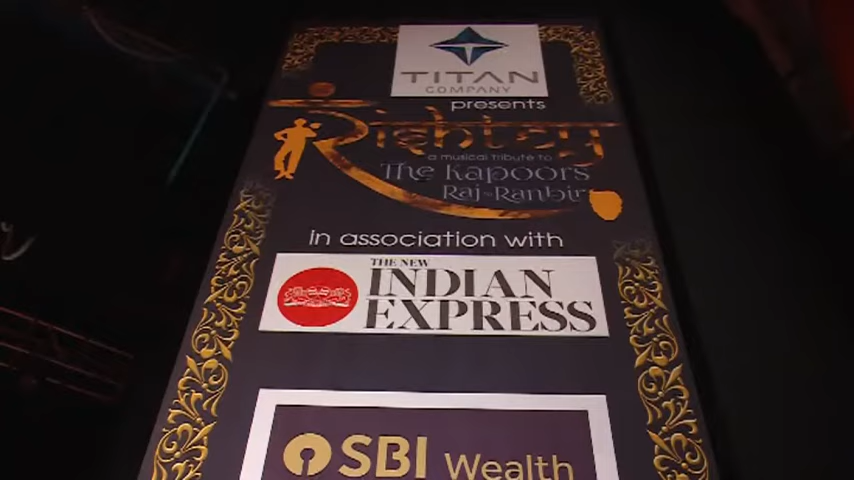 TITAN
COMPANY
presents
Rishtey
a musical tribute to
The Kapoors
Raj to Ranbir
in association with
THE NEW
INDIAN
EXPRESS
SBI Wealth